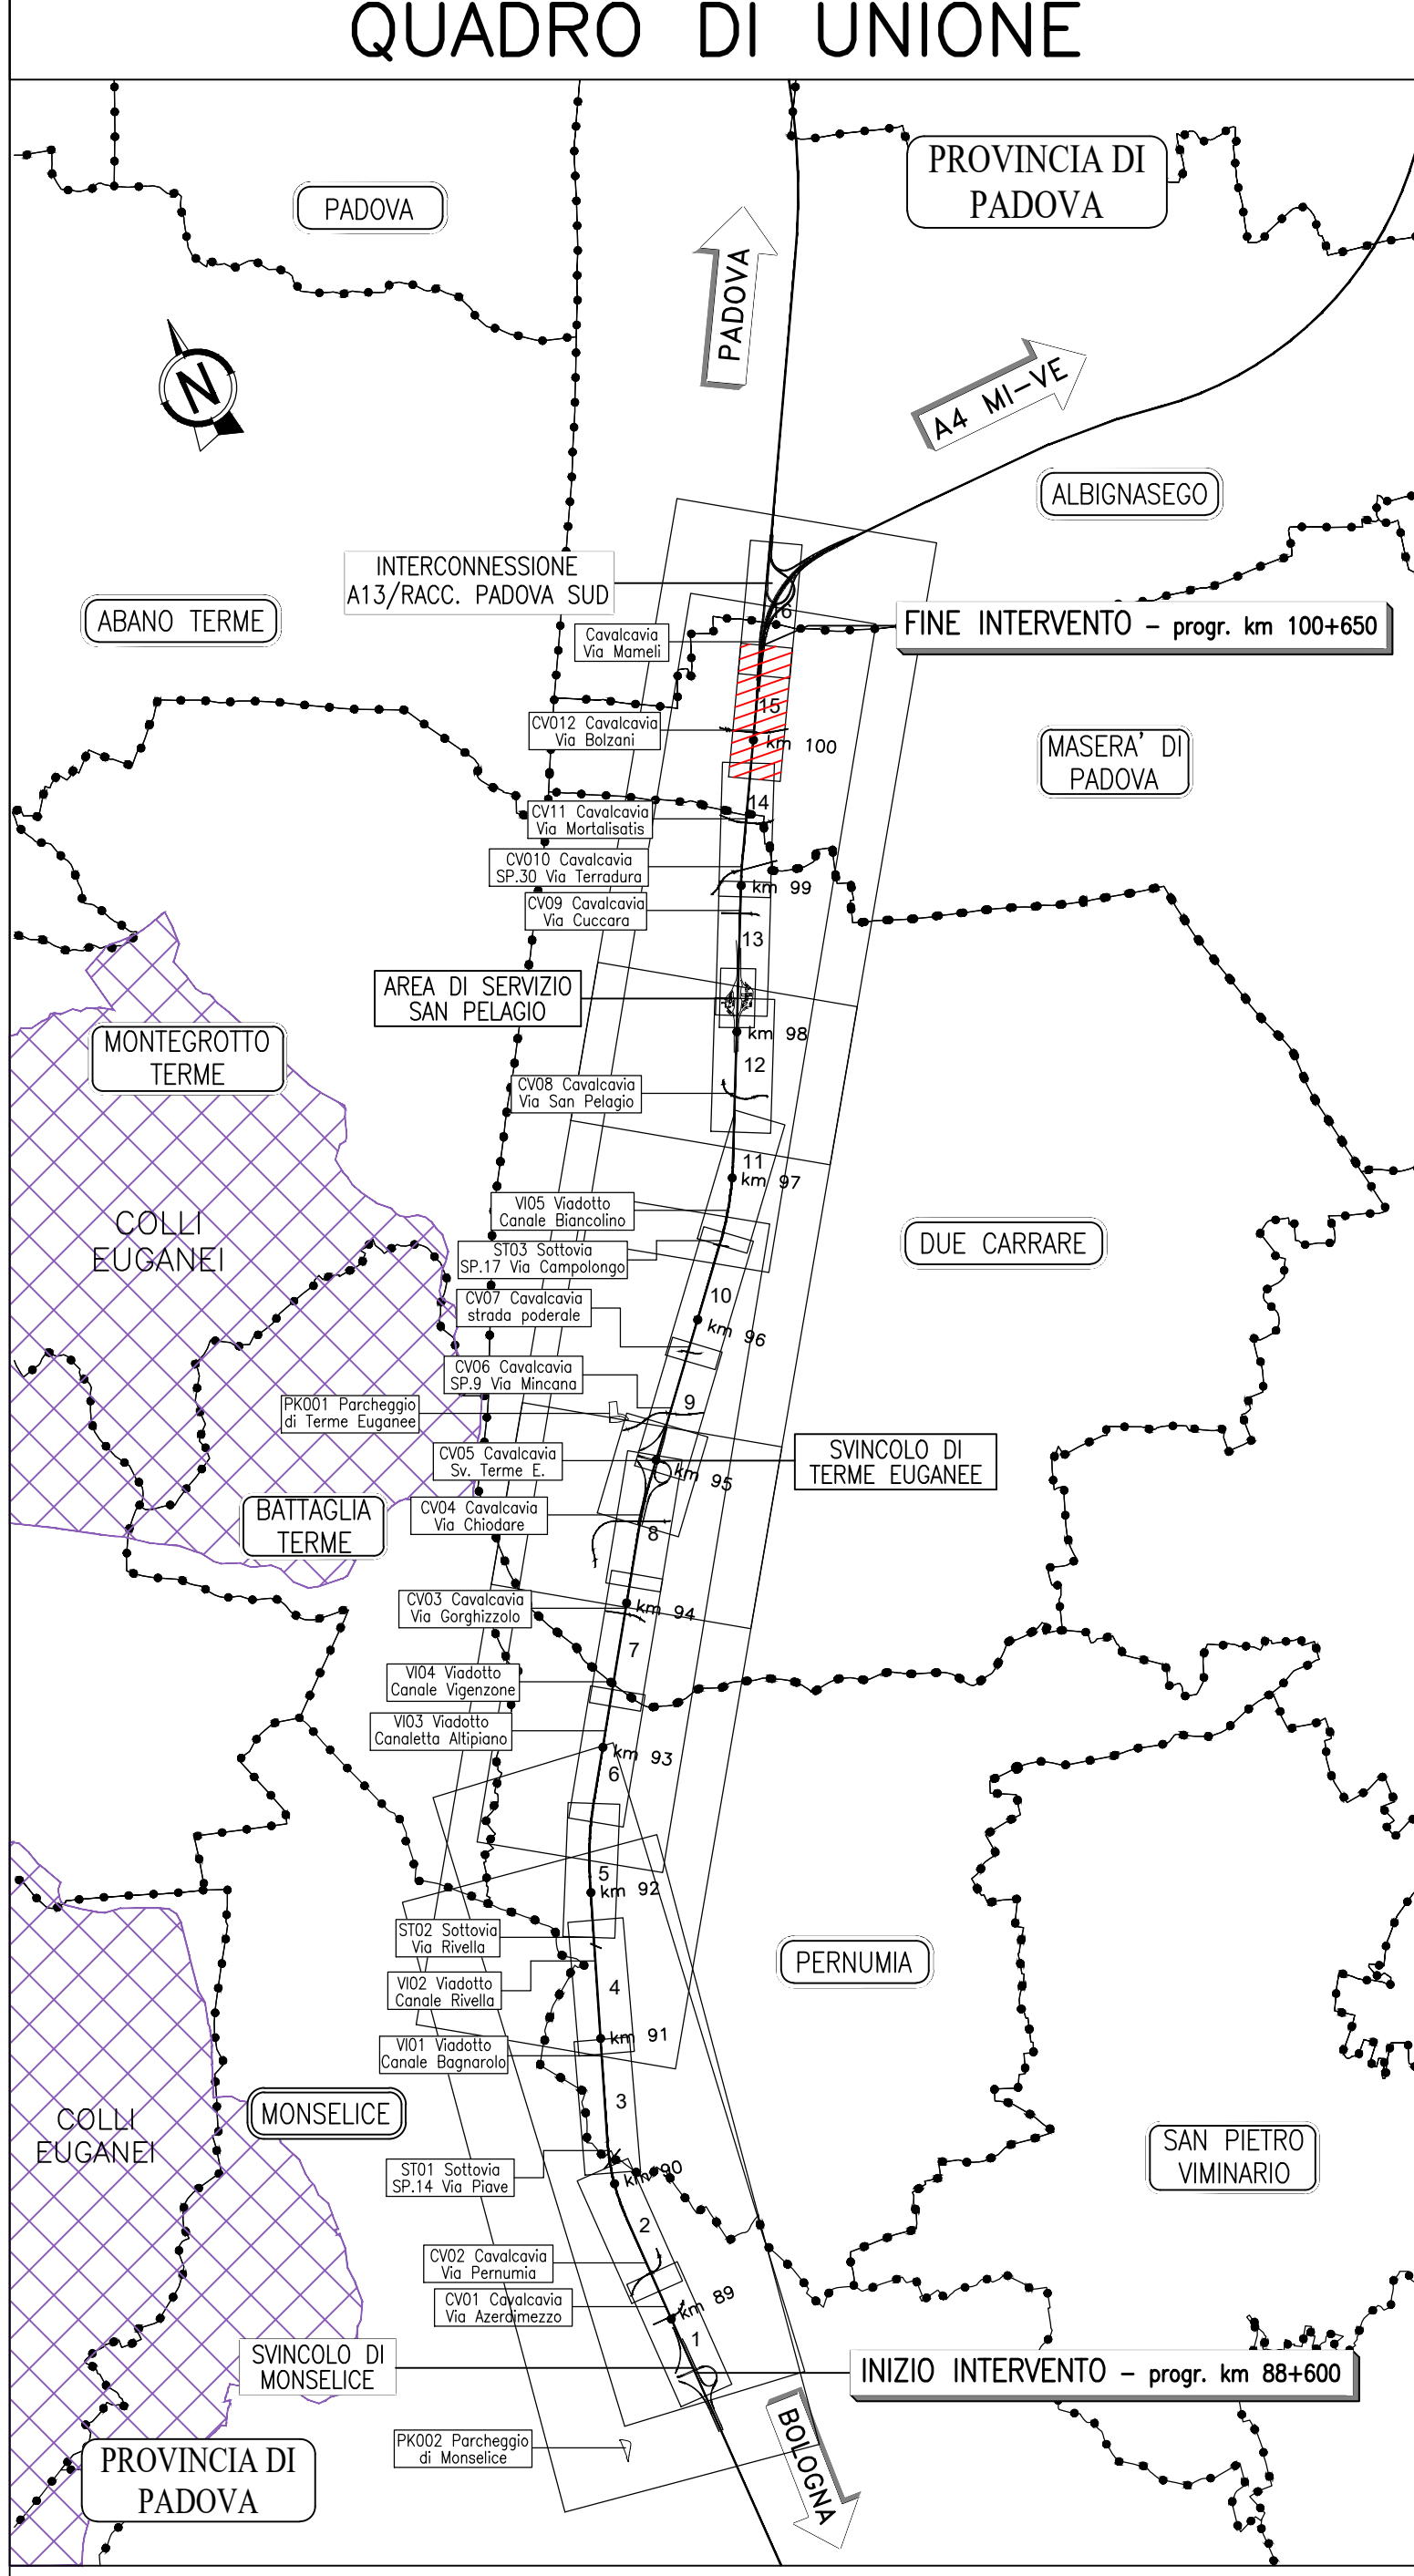 QUADRO DI UNIONE
PROVINCIA DI
PADOVA
PADOVA
PADOVA
N
A4 MI-VE
ALBIGNASEGO
INTERCONNESSIONE
A13/RACC. PADOVA SUD
ABANO TERME
6
FINE INTERVENTO – progr. km 100+650
Cavalcavia
Via Mameli
15
CV012 Cavalcavia
Via Bolzani
km 100
MASERA' DI
PADOVA
14
CV11 Cavalcavia
Via Mortalisatis
CV010 Cavalcavia
SP.30 Via Terradura
km 99
CV09 Cavalcavia
Via Cuccara
13
AREA DI SERVIZIO
SAN PELAGIO
km 98
MONTEGROTTO
TERME
12
CV08 Cavalcavia
Via San Pelagio
11
km 97
VI05 Viadotto
Canale Biancolino
COLLI
EUGANEI
DUE CARRARE
ST03 Sottovia
SP.17 Via Campolongo
10
CV07 Cavalcavia
strada poderale
km 96
CV06 Cavalcavia
SP.9 Via Mincana
9
PK001 Parcheggio
di Terme Euganee
CV05 Cavalcavia
Sv. Terme E.
SVINCOLO DI
TERME EUGANEE
km 95
BATTAGLIA
TERME
CV04 Cavalcavia
Via Chiodare
8
CV03 Cavalcavia
Via Gorghizzolo
km 94
7
VI04 Viadotto
Canale Vigenzone
VI03 Viadotto
Canaletta Altipiano
km 93
6
5
km 92
ST02 Sottovia
Via Rivella
PERNUMIA
4
VI02 Viadotto
Canale Rivella
km 91
VI01 Viadotto
Canale Bagnarolo
3
MONSELICE
COLLI
EUGANEI
SAN PIETRO
VIMINARIO
ST01 Sottovia
SP.14 Via Piave
km 90
2
CV02 Cavalcavia
Via Pernumia
CV01 Cavalcavia
Via Azerdimezzo
km 89
1
SVINCOLO DI
MONSELICE
INIZIO INTERVENTO – progr. km 88+600
BOLOGNA
PK002 Parcheggio
di Monselice
PROVINCIA DI
PADOVA